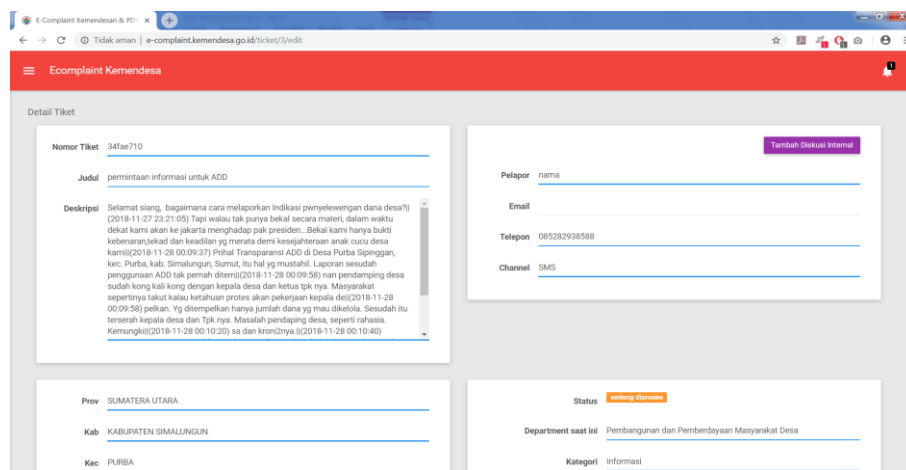 E-Complaint Kemendesa & PDT
Tidak aman | e-complaint.kemendesa.go.id/ticket/3/edit
Ecomplaint Kemendesa
1
Detail Tiket
Nomor Tiket 34fae710
Judul permintaan informasi untuk ADD
Deskripsi Selamat siang, bagaimana cara melaporkan Indikasi pwnyelewengan dana desa?||
(2018-11-27 23:21:05) Tapi walau tak punya bekal secara materi, dalam waktu
dekat kami akan ke jakarta menghadap pak presiden...Bekal kami hanya bukti
kebenaran,tekad dan keadilan yg merata demi kesejahteraan anak cucu desa
kami||(2018-11-28 00:09:37) Prihal Transparansi ADD di Desa Purba Sipinggan,
kec. Purba, kab. Simalungun, Sumut, itu hal yg mustahil. Laporan sesudah
penggunaan ADD tak pernah ditem||(2018-11-28 00:09:58) nan pendamping desa
sudah kong kali kong dengan kepala desa dan ketua tpk nya. Masyarakat
sepertinya takut kalau ketahuan protes akan pekerjaan kepala de||(2018-11-28
00:09:58) pelkan. Yg ditempelkan hanya jumlah dana yg mau dikelola. Sesudah itu
terserah kepala desa dan Tpk nya. Masalah pendaping desa, seperti rahasia.
Kemungki||(2018-11-28 00:10:20) sa dan kroni2nya.||(2018-11-28 00:10:40)
Tambah Diskusi Internal
Pelapor nama
Email
Telepon 085282938588
Channel SMS
Prov SUMATERA UTARA
Kab KABUPATEN SIMALUNGUN
Kec PURBA
Status sedang diproses
Department saat ini Pembangunan dan Pemberdayaan Masyarakat Desa
Kategori Informasi